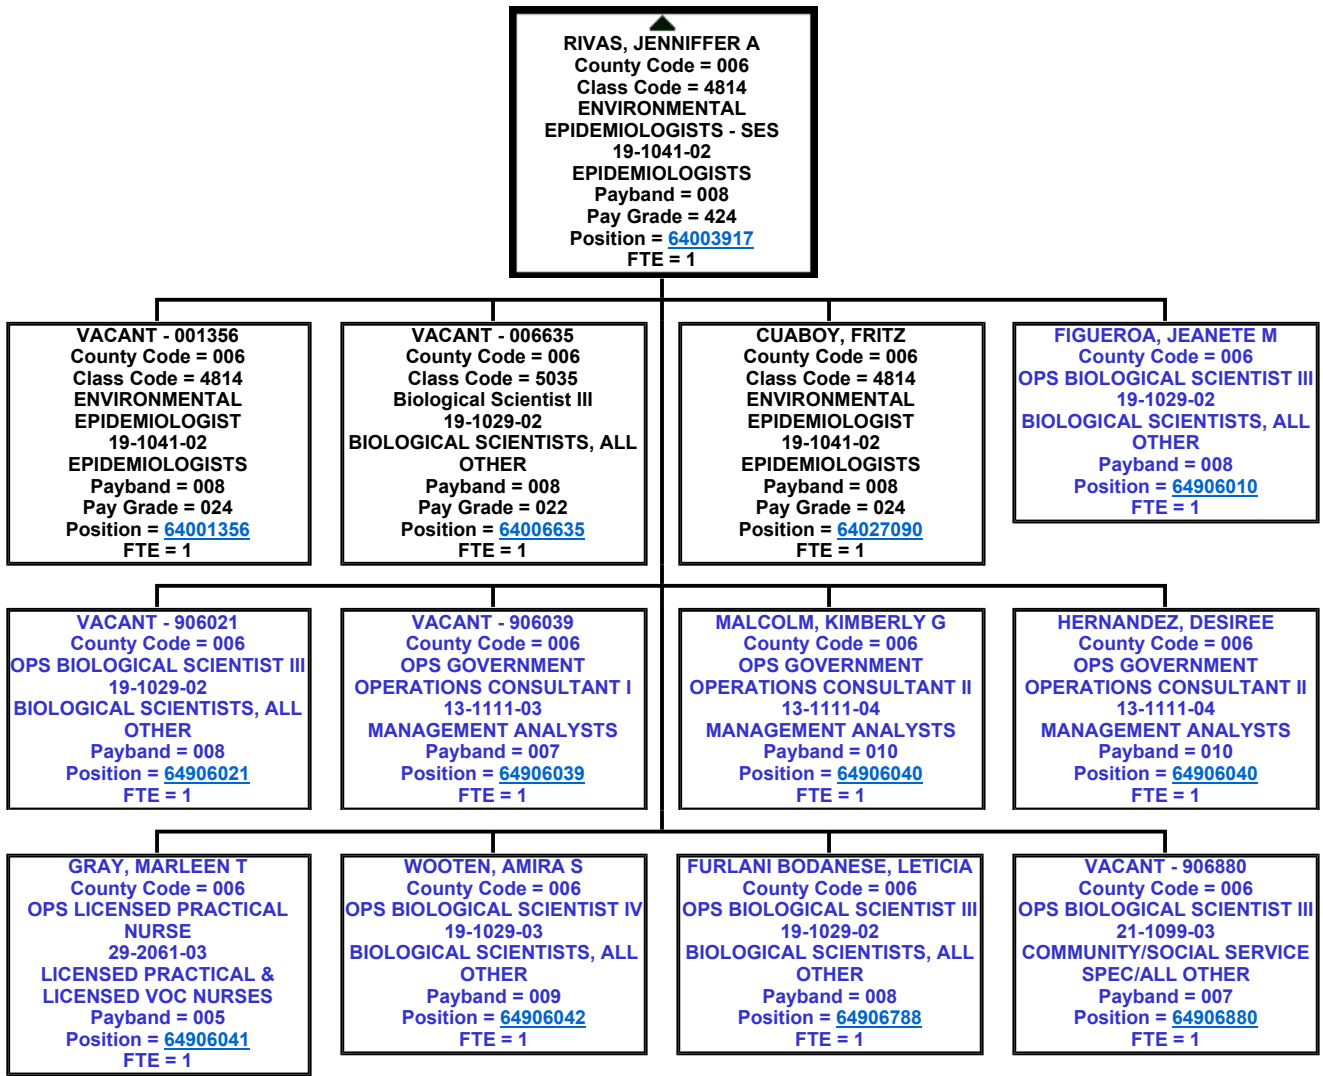 RIVAS, JENNIFFER A
County Code = 006
Class Code = 4814
ENVIRONMENTAL
EPIDEMIOLOGISTS - SES
19-1041-02
EPIDEMIOLOGISTS
Payband = 008
Pay Grade = 424
Position = 64003917
FTE = 1
VACANT - 001356
County Code = 006
Class Code = 4814
ENVIRONMENTAL
EPIDEMIOLOGIST
19-1041-02
EPIDEMIOLOGISTS
Payband = 008
Pay Grade = 024
Position = 64001356
FTE = 1
VACANT - 006635
County Code = 006
Class Code = 5035
Biological Scientist III
19-1029-02
BIOLOGICAL SCIENTISTS, ALL
OTHER
Payband = 008
Pay Grade = 022
Position = 64006635
FTE = 1
CUABOY, FRITZ
County Code = 006
Class Code = 4814
ENVIRONMENTAL
EPIDEMIOLOGIST
19-1041-02
EPIDEMIOLOGISTS
Payband = 008
Pay Grade = 024
Position = 64027090
FTE = 1
FIGUEROA, JEANETE M
County Code = 006
OPS BIOLOGICAL SCIENTIST III
19-1029-02
BIOLOGICAL SCIENTISTS, ALL
OTHER
Payband = 008
Position = 64906010
FTE = 1
VACANT - 906021
County Code = 006
OPS BIOLOGICAL SCIENTIST III
19-1029-02
BIOLOGICAL SCIENTISTS, ALL
OTHER
Payband = 008
Position = 64906021
FTE = 1
VACANT - 906039
County Code = 006
OPS GOVERNMENT
OPERATIONS CONSULTANT I
13-1111-03
MANAGEMENT ANALYSTS
Payband = 007
Position = 64906039
FTE = 1
MALCOLM, KIMBERLY G
County Code = 006
OPS GOVERNMENT
OPERATIONS CONSULTANT II
13-1111-04
MANAGEMENT ANALYSTS
Payband = 010
Position = 64906040
FTE = 1
HERNANDEZ, DESIREE
County Code = 006
OPS GOVERNMENT
OPERATIONS CONSULTANT II
13-1111-04
MANAGEMENT ANALYSTS
Payband = 010
Position = 64906040
FTE = 1
GRAY, MARLEEN T
County Code = 006
OPS LICENSED PRACTICAL
NURSE
29-2061-03
LICENSED PRACTICAL &
LICENSED VOC NURSES
Payband = 005
Position = 64906041
FTE = 1
WOOTEN, AMIRA S
County Code = 006
OPS BIOLOGICAL SCIENTIST IV
19-1029-03
BIOLOGICAL SCIENTISTS, ALL
OTHER
Payband = 009
Position = 64906042
FTE = 1
FURLANI BODANESE, LETICIA
County Code = 006
OPS BIOLOGICAL SCIENTIST III
19-1029-02
BIOLOGICAL SCIENTISTS, ALL
OTHER
Payband = 008
Position = 64906788
FTE = 1
VACANT - 906880
County Code = 006
OPS BIOLOGICAL SCIENTIST III
21-1099-03
COMMUNITY/SOCIAL SERVICE
SPEC/ALL OTHER
Payband = 007
Position = 64906880
FTE = 1